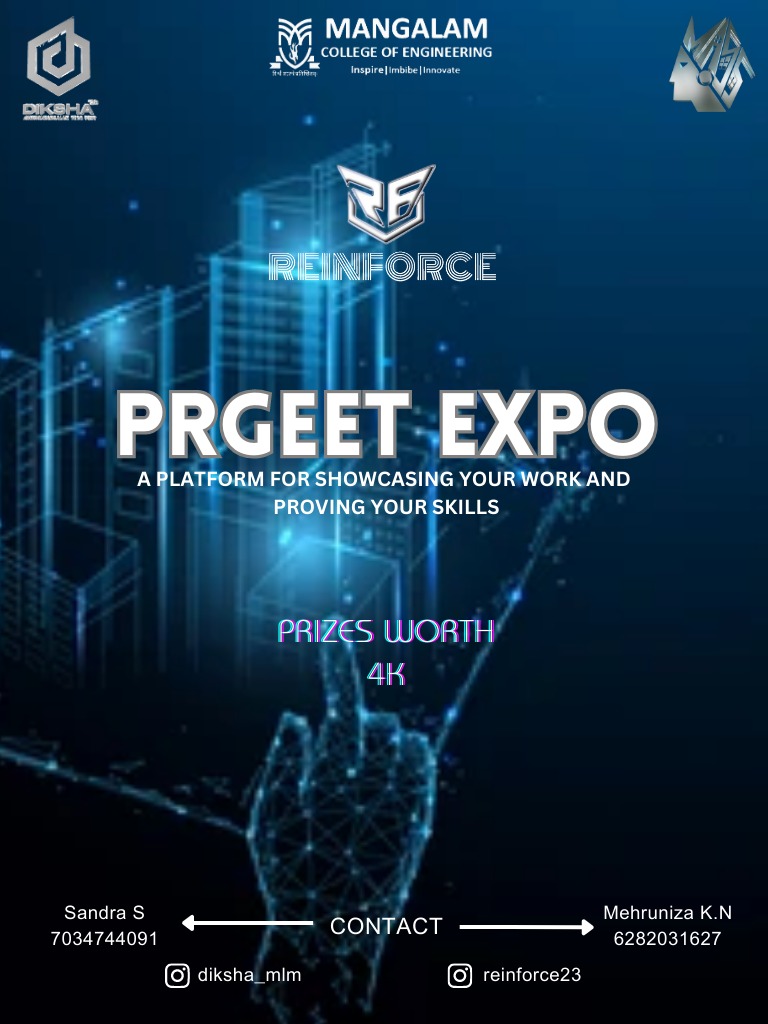 MANGALAM
COLLEGE OF ENGINEERING
Inspire|Imbibe|Innovate
DIKSHA
RF
REINFORCE
PRGEET EXPO
A PLATFORM FOR SHOWCASING YOUR WORK AND
PROVING YOUR SKILLS
PRIZES WORTH
4K
Sandra S
7034744091
CONTACT
Mehruniza K.N
6282031627
diksha_mlm
reinforce23